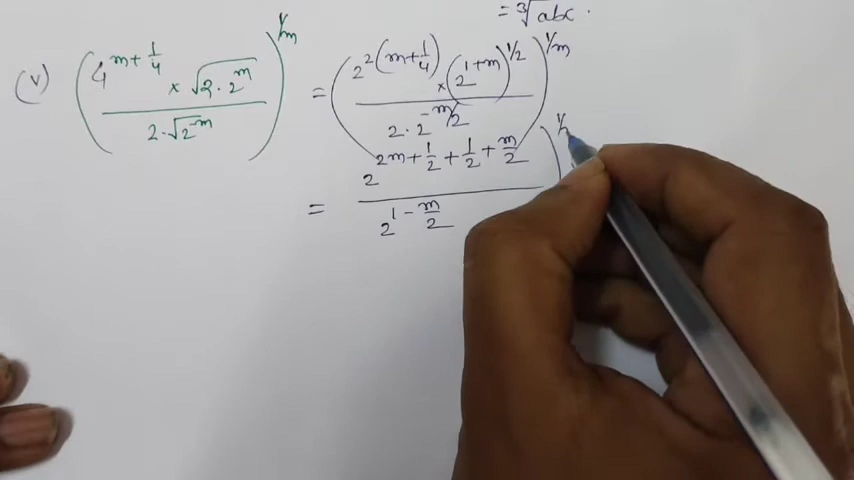 = ∛abc .
(v) ( (4^(m+1/4) × √(2·2^m)) / (2·√(2^(-m))) )^(1/m) = ( (2^(2(m+1/4)) × (2^(1+m))^(1/2)) / (2·2^(-m/2)) )^(1/m)
= (2^(2m+1/2+1/2+m/2)) / (2^(1-m/2)) )^(1/m)